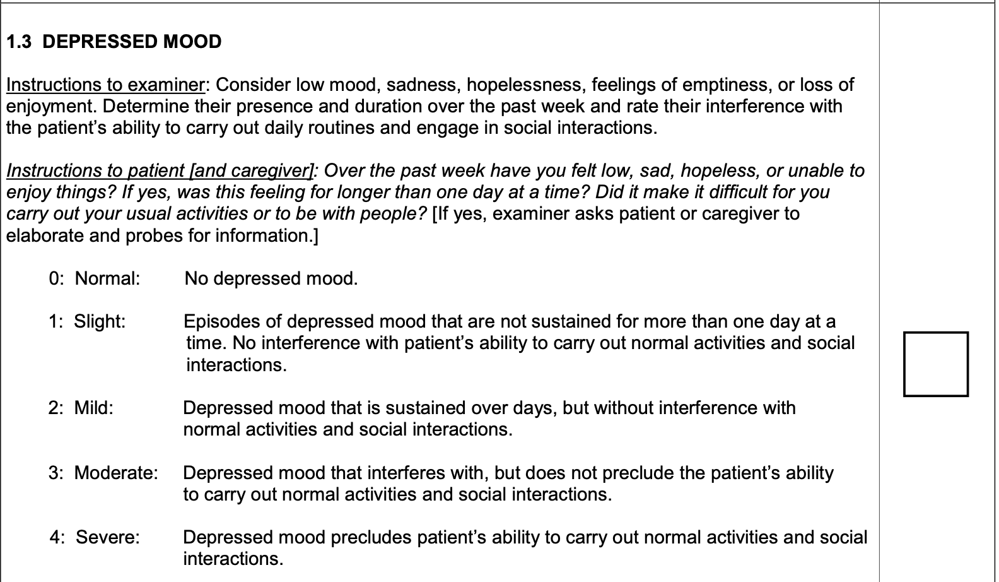 1.3 DEPRESSED MOOD
Instructions to examiner: Consider low mood, sadness, hopelessness, feelings of emptiness, or loss of
enjoyment. Determine their presence and duration over the past week and rate their interference with
the patient’s ability to carry out daily routines and engage in social interactions.
Instructions to patient [and caregiver]: Over the past week have you felt low, sad, hopeless, or unable to
enjoy things? If yes, was this feeling for longer than one day at a time? Did it make it difficult for you
carry out your usual activities or to be with people? [If yes, examiner asks patient or caregiver to
elaborate and probes for information.]
0: Normal: No depressed mood.
1: Slight: Episodes of depressed mood that are not sustained for more than one day at a
time. No interference with patient’s ability to carry out normal activities and social
interactions.
2: Mild: Depressed mood that is sustained over days, but without interference with
normal activities and social interactions.
3: Moderate: Depressed mood that interferes with, but does not preclude the patient’s ability
to carry out normal activities and social interactions.
4: Severe: Depressed mood precludes patient’s ability to carry out normal activities and social
interactions.